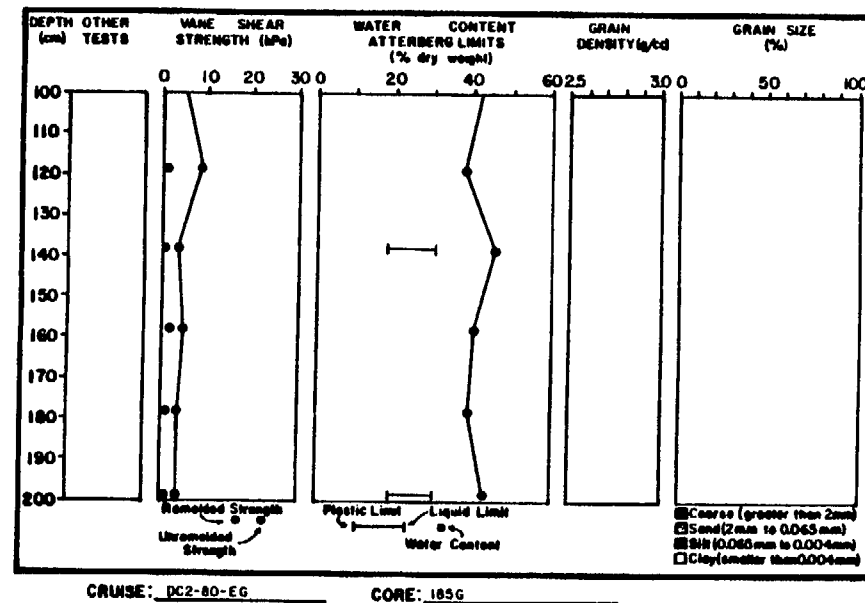 DEPTH OTHER VANE SHEAR WATER CONTENT GRAIN GRAIN SIZE
(cm) TESTS STRENGTH (kPa) ATTERBERG LIMITS DENSITY (g/cc) (%)
(% dry weight)
0 10 20 30 0 20 40 60 2.5 3.0 0 50 100
100
110
120
130
140
150
160
170
180
190
200
Remolded Strength
Unremolded Strength
Plastic Limit Liquid Limit
Water Content
Coarse (greater than 2mm)
Sand (2mm to 0.065mm)
Silt (0.065mm to 0.004mm)
Clay (smaller than 0.004mm)
CRUISE: DC2-80-EG CORE: 185G